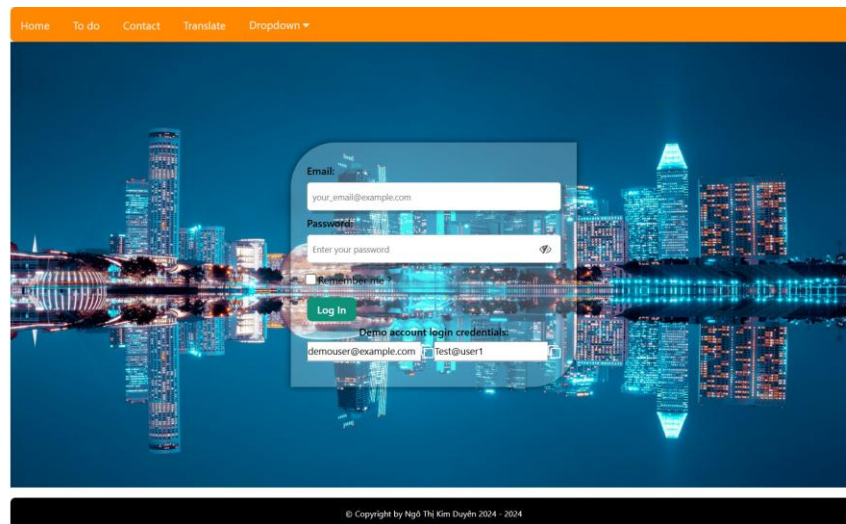 Home To do Contact Translate Dropdown
Email:
your_email@example.com
Password:
Enter your password
Remember me ?
Log In
Demo account login credentials:
demouser@example.com Test@user1
© Copyright by Ngô Thị Kim Duyên 2024 - 2024